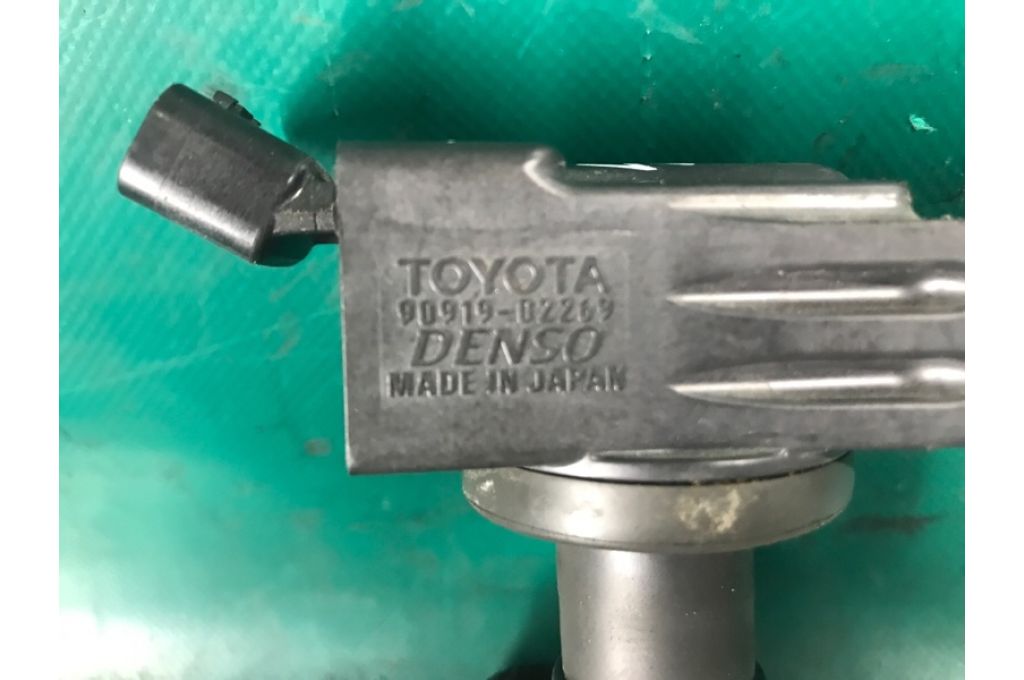 TOYOTA
90919-02269
DENSO
MADE IN JAPAN